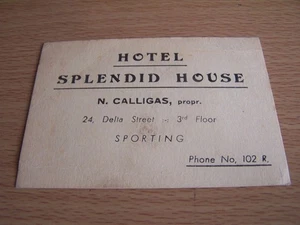 HOTEL
SPLENDID HOUSE
N. CALLIGAS, propr.
24, Delta Street - 3rd Floor
SPORTING
Phone No, 102 R.